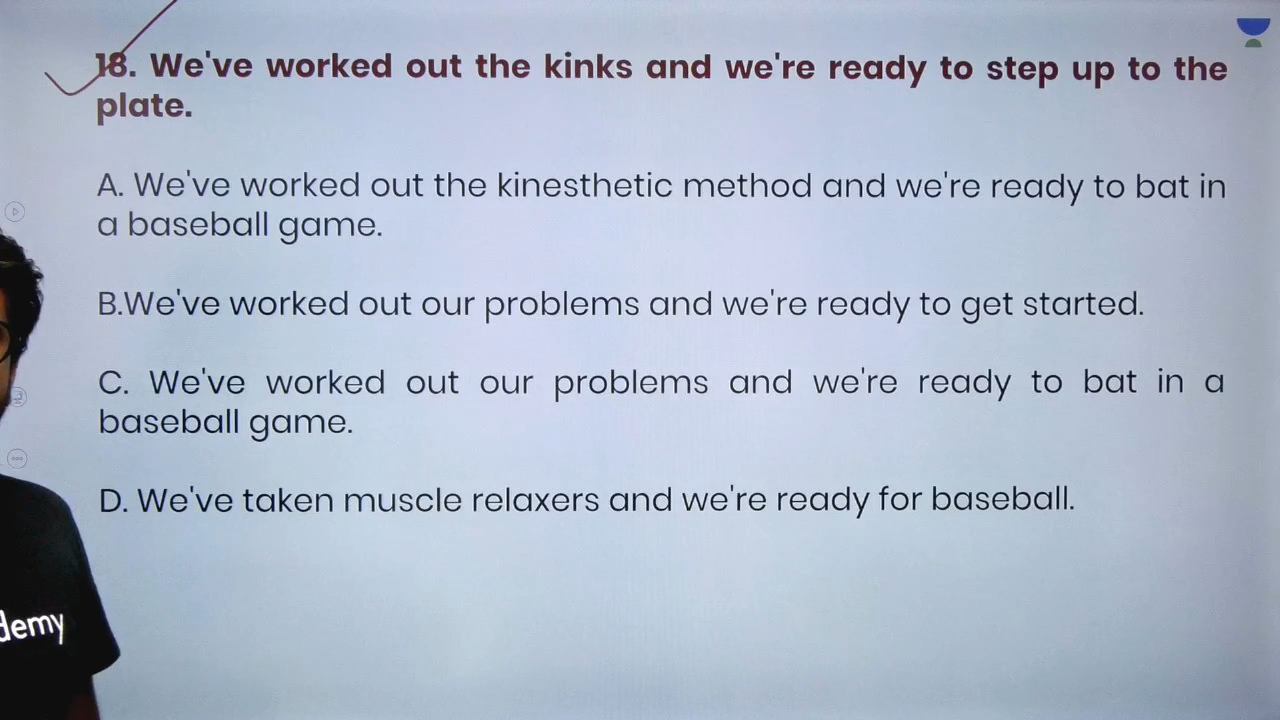 18. We've worked out the kinks and we're ready to step up to the
plate.
A. We've worked out the kinesthetic method and we're ready to bat in
a baseball game.
B.We've worked out our problems and we're ready to get started.
C. We've worked out our problems and we're ready to bat in a
baseball game.
D. We've taken muscle relaxers and we're ready for baseball.
demy